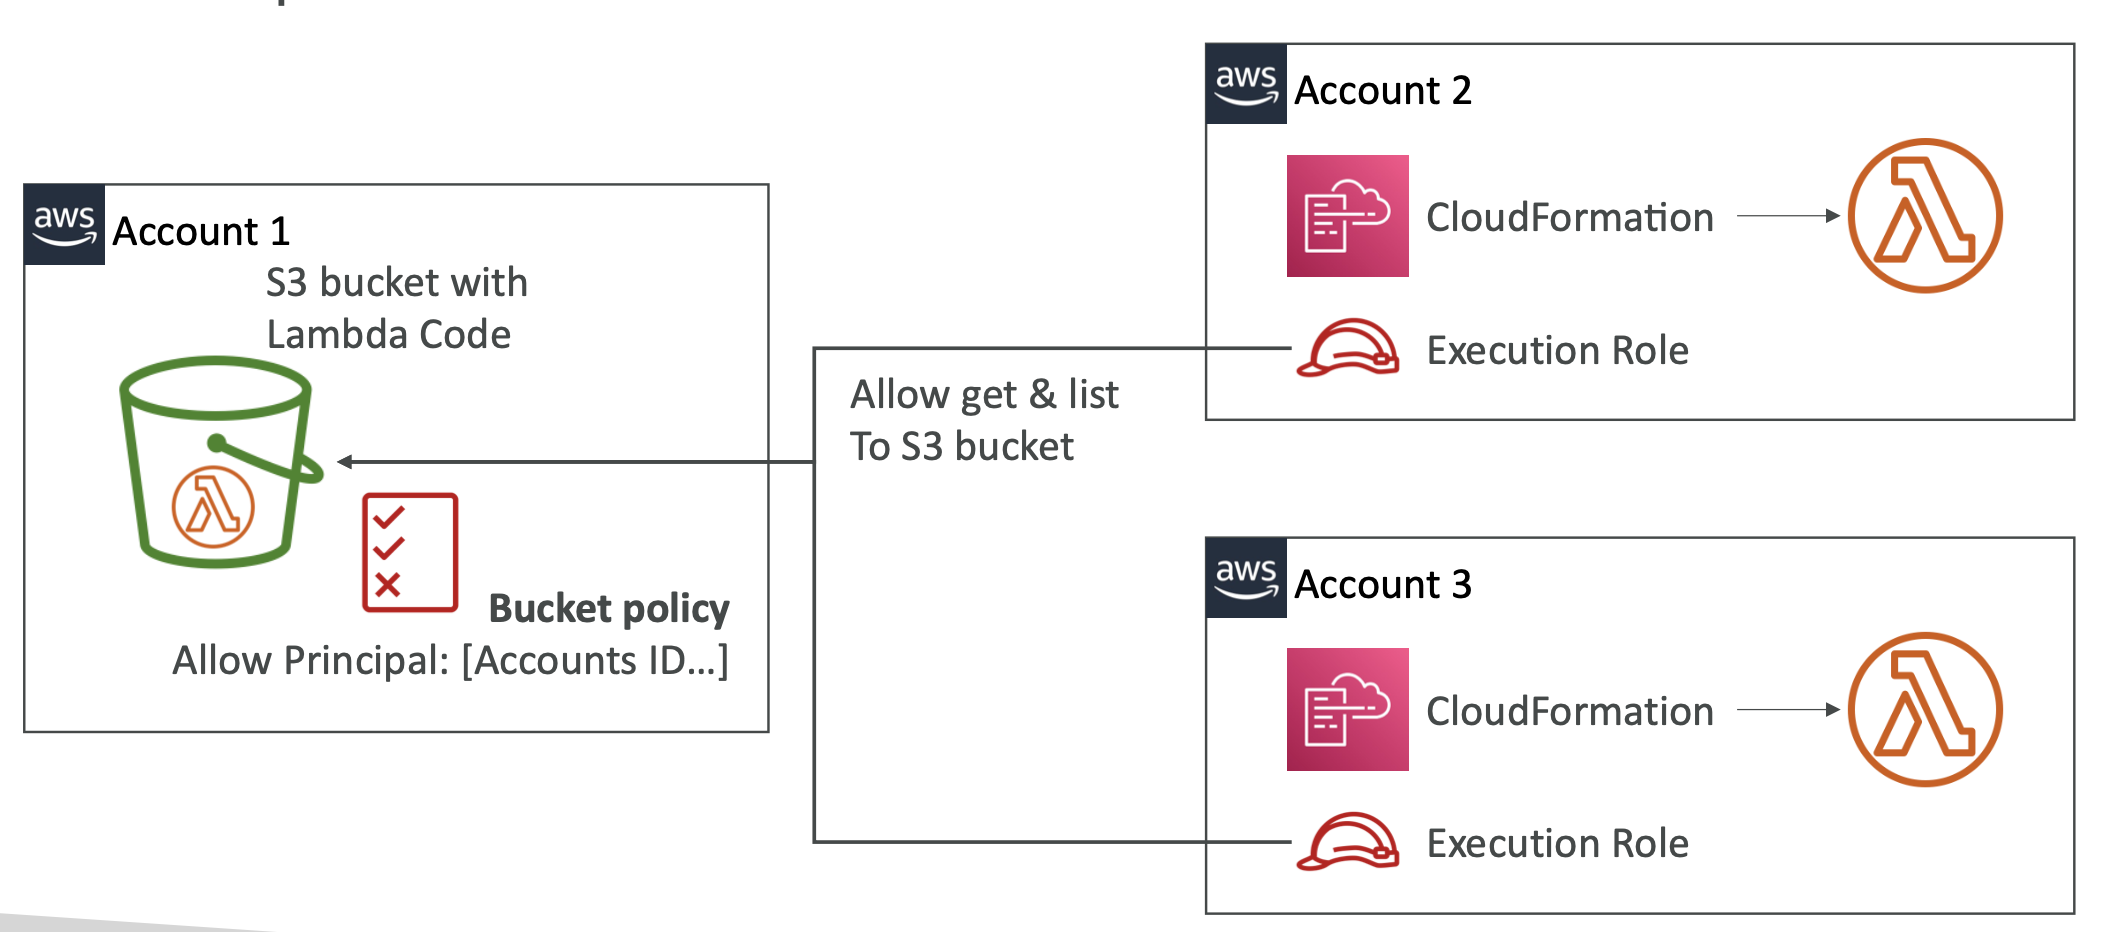 aws Account 1
S3 bucket with
Lambda Code
Bucket policy
Allow Principal: [Accounts ID...]
Allow get & list
To S3 bucket
aws Account 2
CloudFormation
Execution Role
aws Account 3
CloudFormation
Execution Role